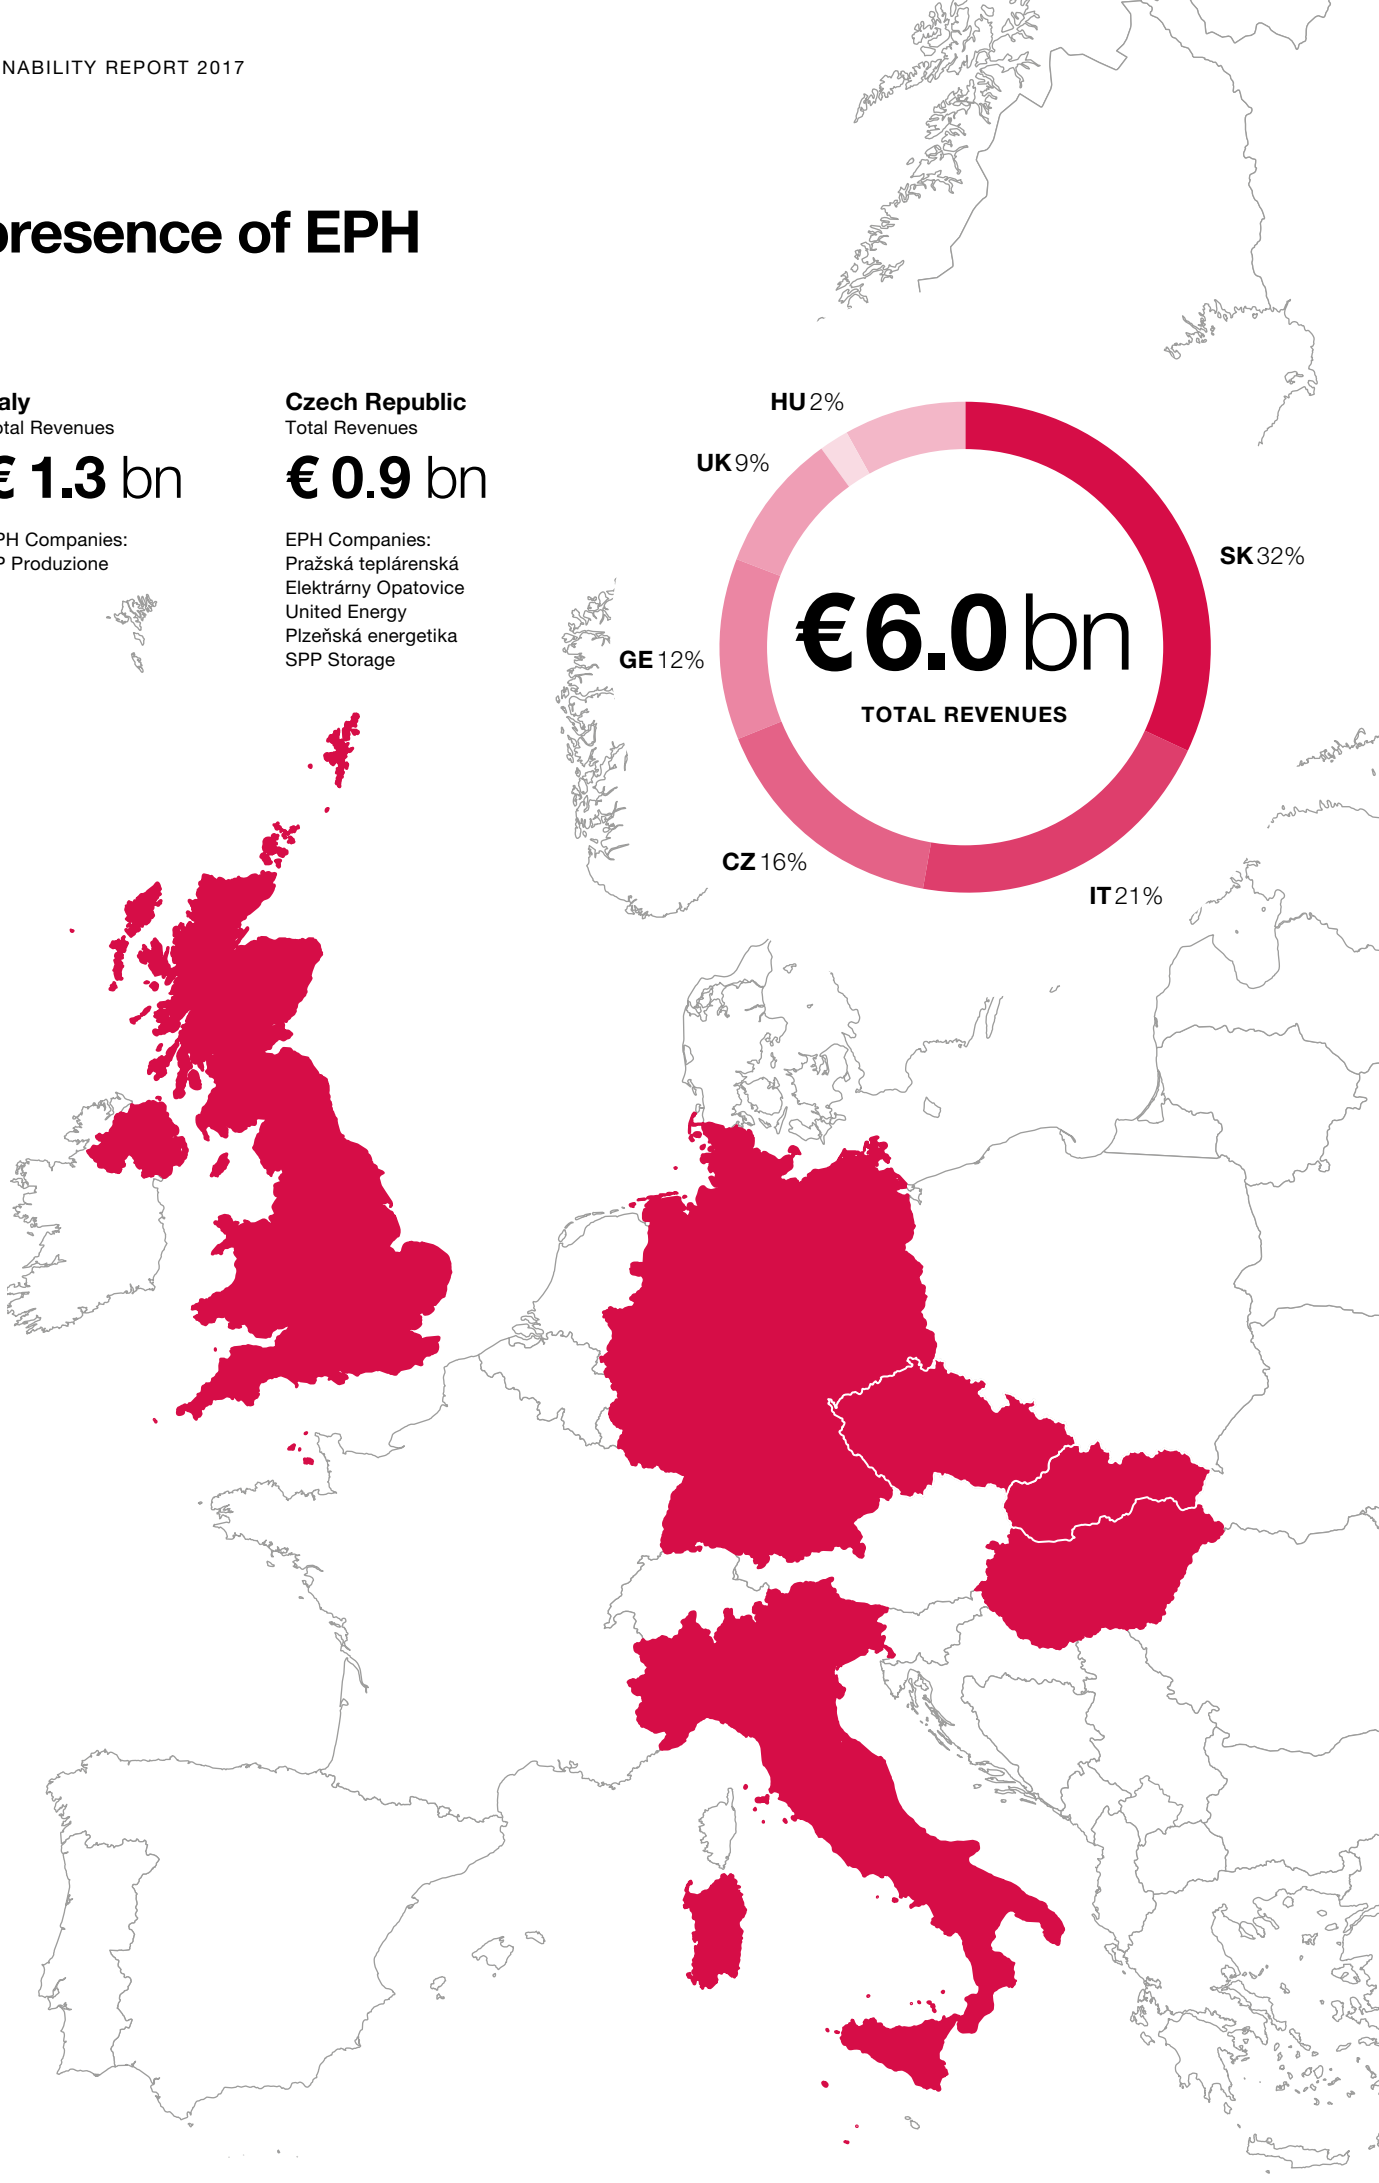 NABILITY REPORT 2017
presence of EPH
aly
otal Revenues
€ 1.3 bn
PH Companies:
P Produzione
Czech Republic
Total Revenues
€ 0.9 bn
EPH Companies:
Pražská teplárenská
Elektrárny Opatovice
United Energy
Plzeňská energetika
SPP Storage
HU 2%
UK 9%
GE 12%
CZ 16%
IT 21%
SK 32%
€ 6.0 bn
TOTAL REVENUES